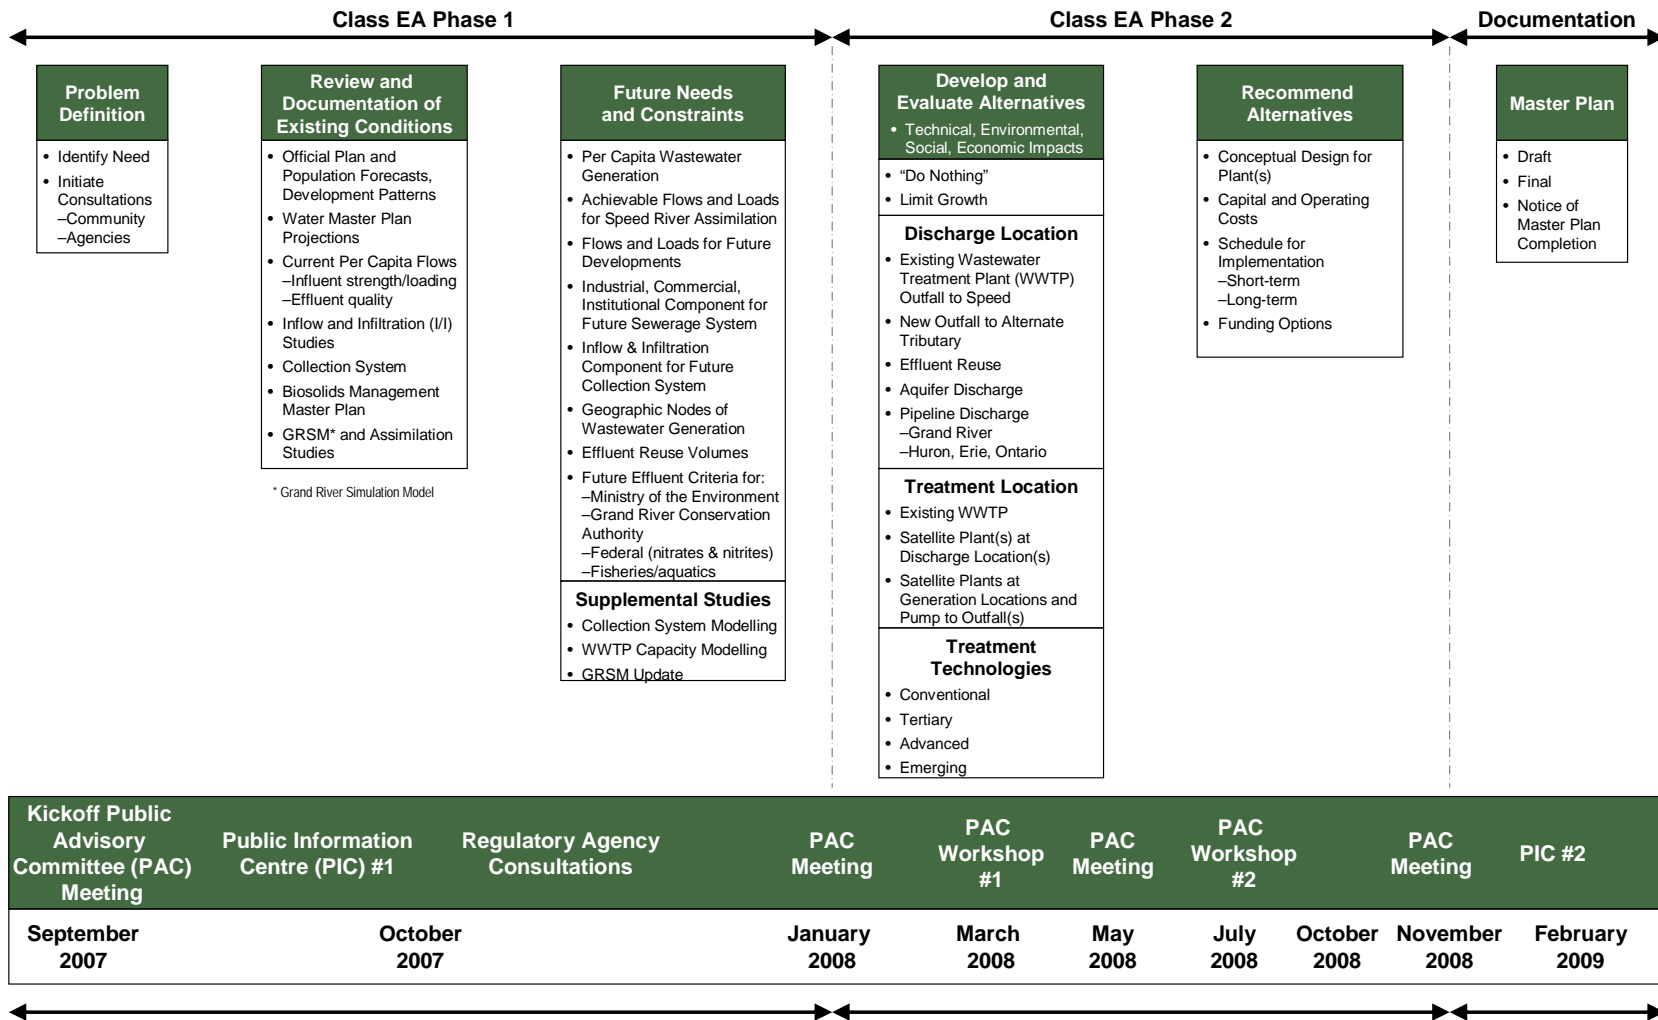 Class EA Phase 1
Class EA Phase 2
Documentation
Problem
Definition
• Identify Need
• Initiate
Consultations
–Community
–Agencies
Review and
Documentation of
Existing Conditions
• Official Plan and
Population Forecasts,
Development Patterns
• Water Master Plan
Projections
• Current Per Capita Flows
–Influent strength/loading
–Effluent quality
• Inflow and Infiltration (I/I)
Studies
• Collection System
• Biosolids Management
Master Plan
• GRSM* and Assimilation
Studies
* Grand River Simulation Model
Future Needs
and Constraints
• Per Capita Wastewater
Generation
• Achievable Flows and Loads
for Speed River Assimilation
• Flows and Loads for Future
Developments
• Industrial, Commercial,
Institutional Component for
Future Sewerage System
• Inflow & Infiltration
Component for Future
Collection System
• Geographic Nodes of
Wastewater Generation
• Effluent Reuse Volumes
• Future Effluent Criteria for:
–Ministry of the Environment
–Grand River Conservation
Authority
–Federal (nitrates & nitrites)
–Fisheries/aquatics
Supplemental Studies
• Collection System Modelling
• WWTP Capacity Modelling
• GRSM Update
Develop and
Evaluate Alternatives
• Technical, Environmental,
Social, Economic Impacts
• “Do Nothing”
• Limit Growth
Discharge Location
• Existing Wastewater
Treatment Plant (WWTP)
Outfall to Speed
• New Outfall to Alternate
Tributary
• Effluent Reuse
• Aquifer Discharge
• Pipeline Discharge
–Grand River
–Huron, Erie, Ontario
Treatment Location
• Existing WWTP
• Satellite Plant(s) at
Discharge Location(s)
• Satellite Plants at
Generation Locations and
Pump to Outfall(s)
Treatment
Technologies
• Conventional
• Tertiary
• Advanced
• Emerging
Recommend
Alternatives
• Conceptual Design for
Plant(s)
• Capital and Operating
Costs
• Schedule for
Implementation
–Short-term
–Long-term
• Funding Options
Master Plan
• Draft
• Final
• Notice of
Master Plan
Completion
Kickoff Public
Advisory
Committee (PAC)
Meeting
Public Information
Centre (PIC) #1
Regulatory Agency
Consultations
PAC
Meeting
PAC
Workshop
#1
PAC
Meeting
PAC
Workshop
#2
PAC
Meeting
PIC #2
September
2007
October
2007
January
2008
March
2008
May
2008
July
2008
October
2008
November
2008
February
2009